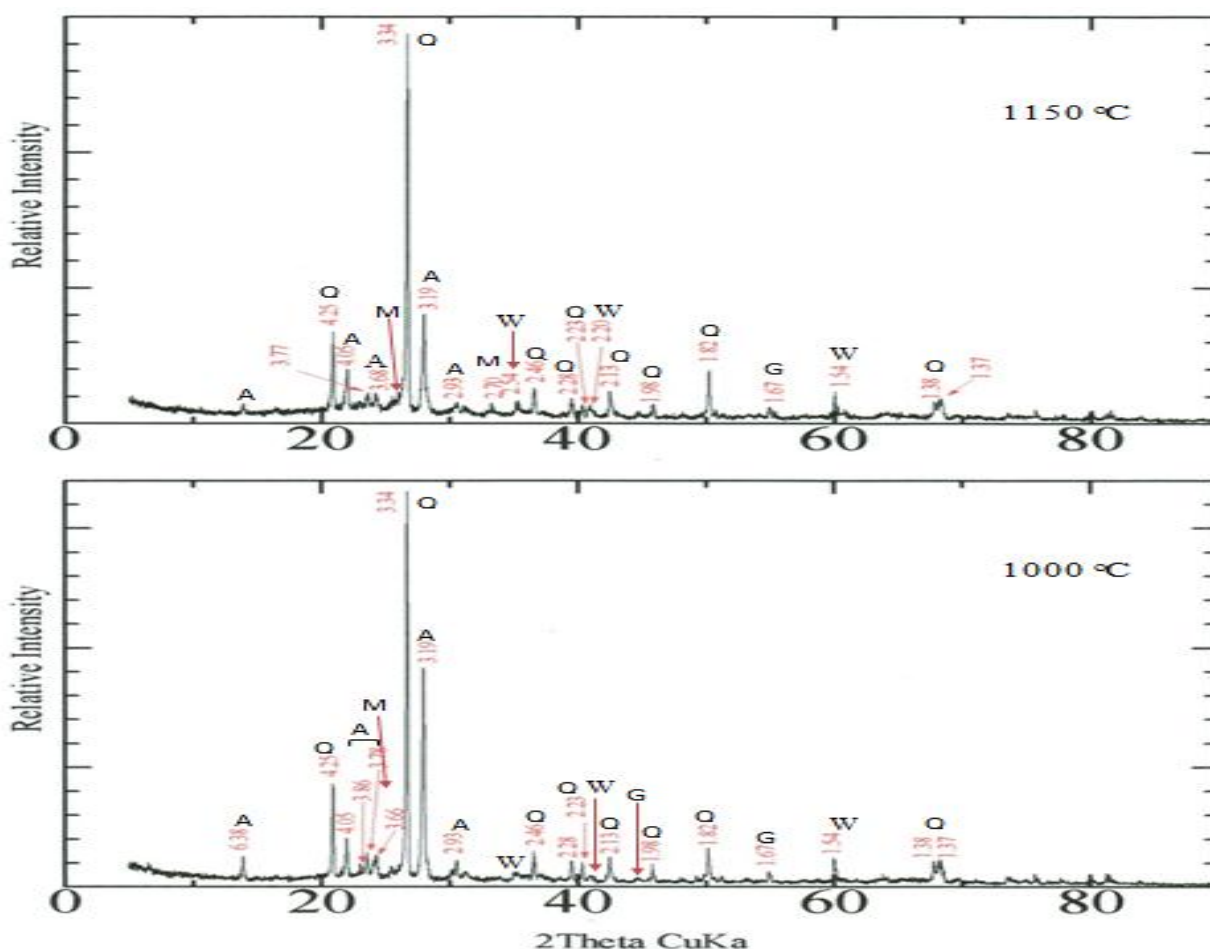 3.34 Q
1150 °C
Relative Intensity
A
3.19
Q
4.25
M
A
4.05
3.77
A
3.68
A
A
2.93
M
2.70
W
2.54
Q
2.46
Q
2.28
Q
2.23
W
2.20
Q
2.13
Q
1.98
Q
1.82
G
1.67
W
1.54
Q
1.38
1.37
0 20 40 60 80
3.34 Q
1000 °C
Relative Intensity
A
3.19
M
A
Q
4.25
4.05
3.86
3.78
3.66
A
6.38
A
2.93
W
Q
2.46
2.28
Q
2.23
W
Q
2.13
G
Q
1.98
Q
1.82
G
1.67
W
1.54
Q
1.38
1.37
0 20 40 60 80
2Theta CuKa